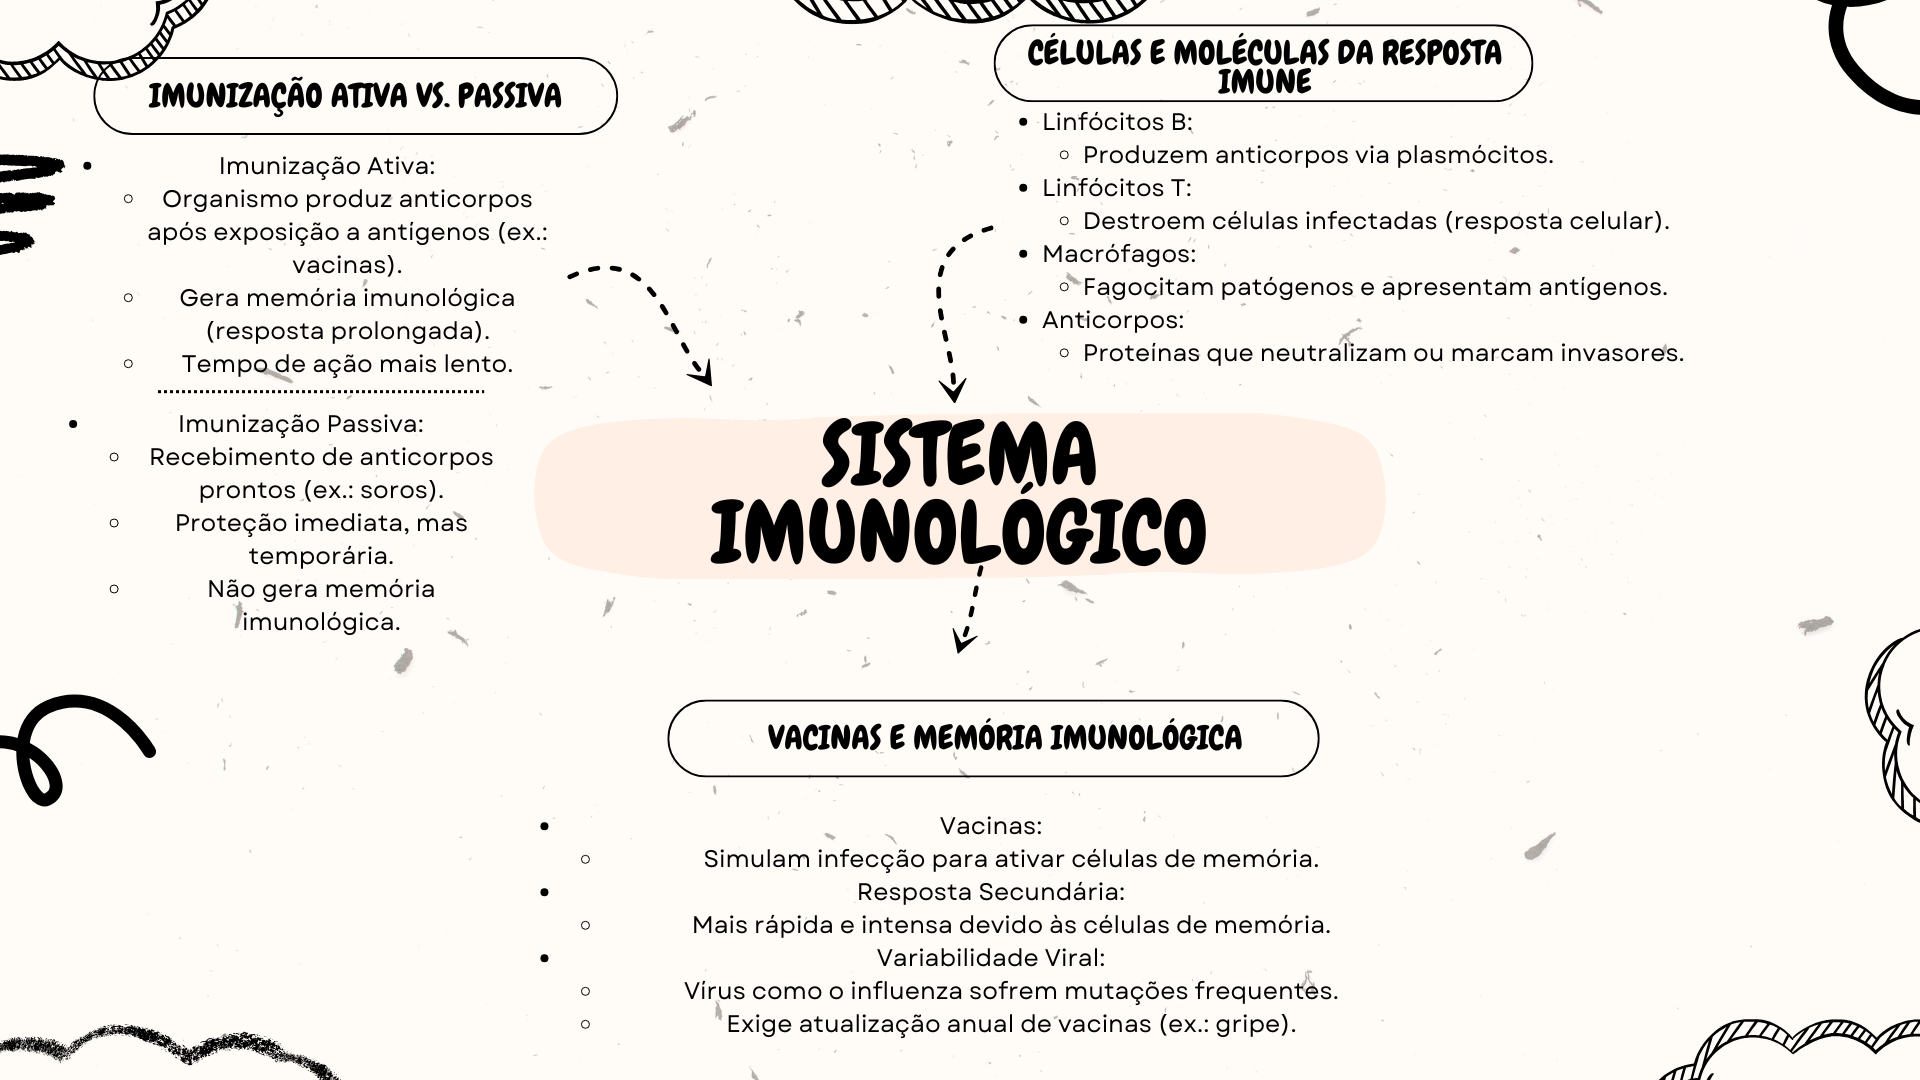 IMUNIZAÇÃO ATIVA VS. PASSIVA
• Imunização Ativa:
○ Organismo produz anticorpos
após exposição a antígenos (ex.:
vacinas).
○ Gera memória imunológica
(resposta prolongada).
○ Tempo de ação mais lento.
• Imunização Passiva:
○ Recebimento de anticorpos
prontos (ex.: soros).
○ Proteção imediata, mas
temporária.
○ Não gera memória
imunológica.
CÉLULAS E MOLÉCULAS DA RESPOSTA
IMUNE
• Linfócitos B:
○ Produzem anticorpos via plasmócitos.
• Linfócitos T:
○ Destroem células infectadas (resposta celular).
• Macrófagos:
○ Fagocitam patógenos e apresentam antígenos.
• Anticorpos:
○ Proteínas que neutralizam ou marcam invasores.
SISTEMA
IMUNOLÓGICO
VACINAS E MEMÓRIA IMUNOLÓGICA
• Vacinas:
○ Simulam infecção para ativar células de memória.
• Resposta Secundária:
○ Mais rápida e intensa devido às células de memória.
• Variabilidade Viral:
○ Vírus como o influenza sofrem mutações frequentes.
○ Exige atualização anual de vacinas (ex.: gripe).